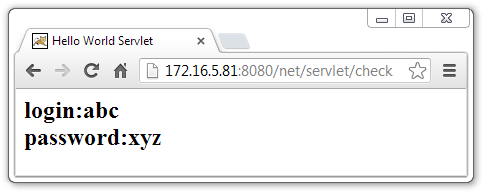 Hello World Servlet
172.16.5.81:8080/net/servlet/check
login:abc
password:xyz